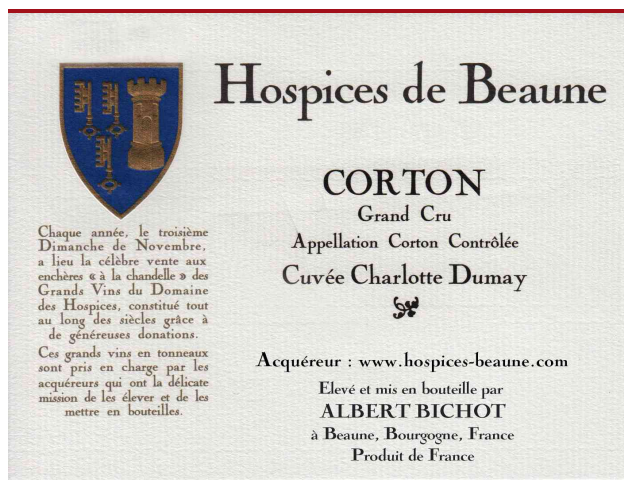 Hospices de Beaune
CORTON
Grand Cru
Appellation Corton Contrôlée
Cuvée Charlotte Dumay
Chaque année, le troisième
Dimanche de Novembre,
a lieu la célèbre vente aux
enchères « à la chandelle » des
Grands Vins du Domaine
des Hospices, constitué tout
au long des siècles grâce à
de généreuses donations.
Ces grands vins en tonneaux
sont pris en charge par les
acquéreurs qui ont la délicate
mission de les élever et de les
mettre en bouteilles.
Acquéreur : www.hospices-beaune.com
Elevé et mis en bouteille par
ALBERT BICHOT
à Beaune, Bourgogne, France
Produit de France